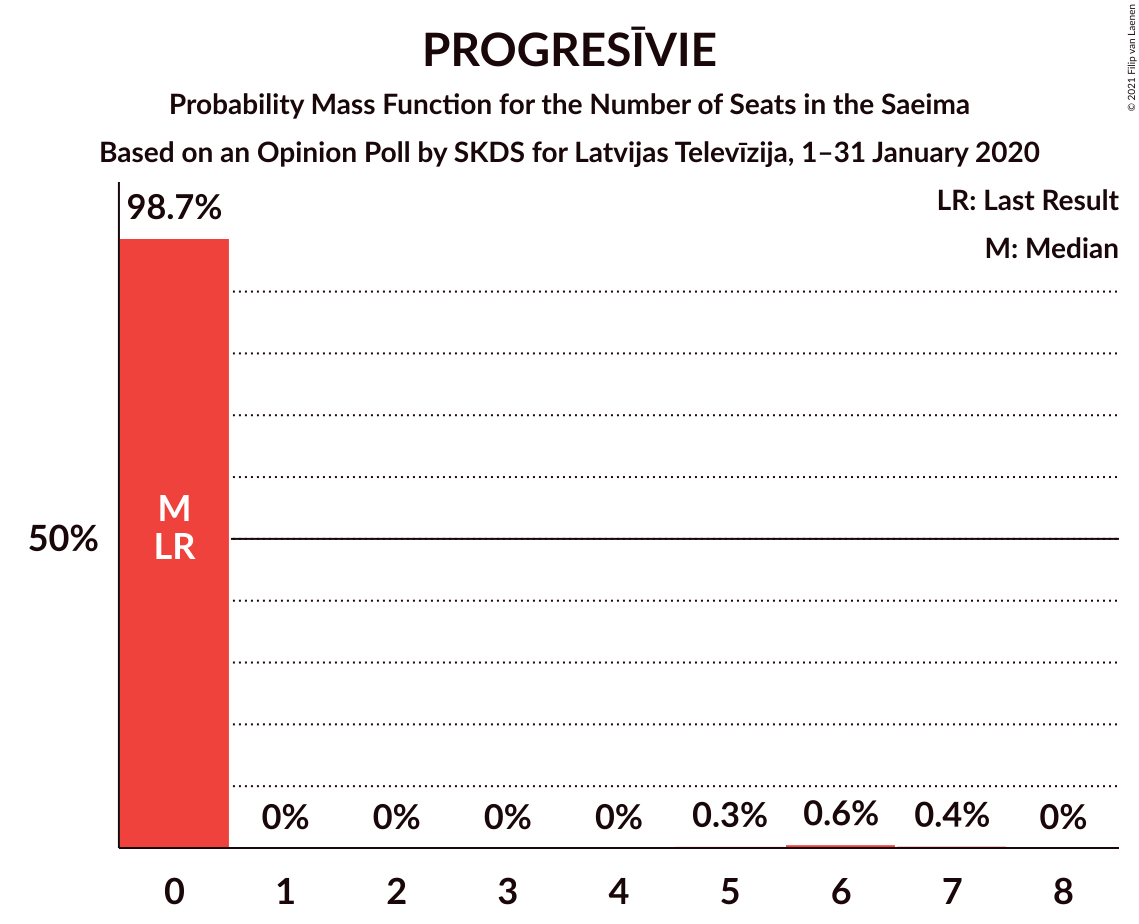 PROGRESĪVIE
Probability Mass Function for the Number of Seats in the Saeima
Based on an Opinion Poll by SKDS for Latvijas Televīzija, 1–31 January 2020
© 2021 Filip van Laenen
LR: Last Result
M: Median
98.7%
M
LR
50%
0% 0% 0% 0% 0.3% 0.6% 0.4% 0%
0 1 2 3 4 5 6 7 8